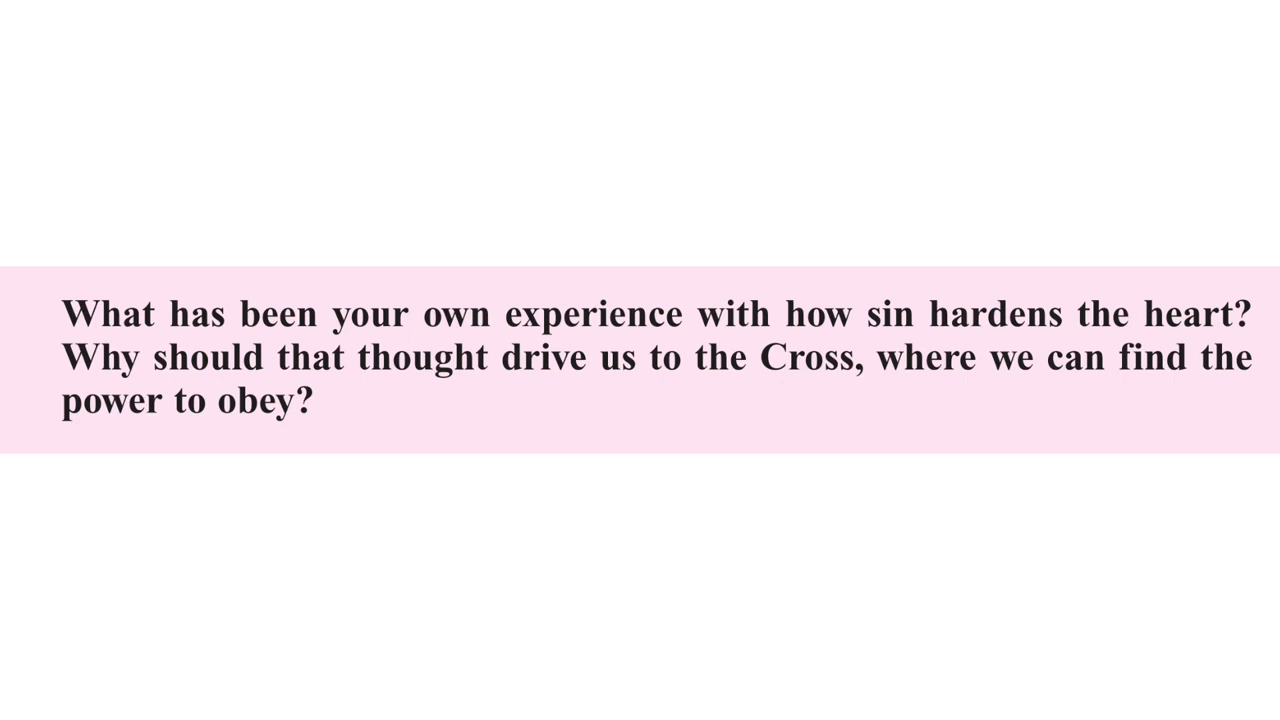 What has been your own experience with how sin hardens the heart?
Why should that thought drive us to the Cross, where we can find the
power to obey?